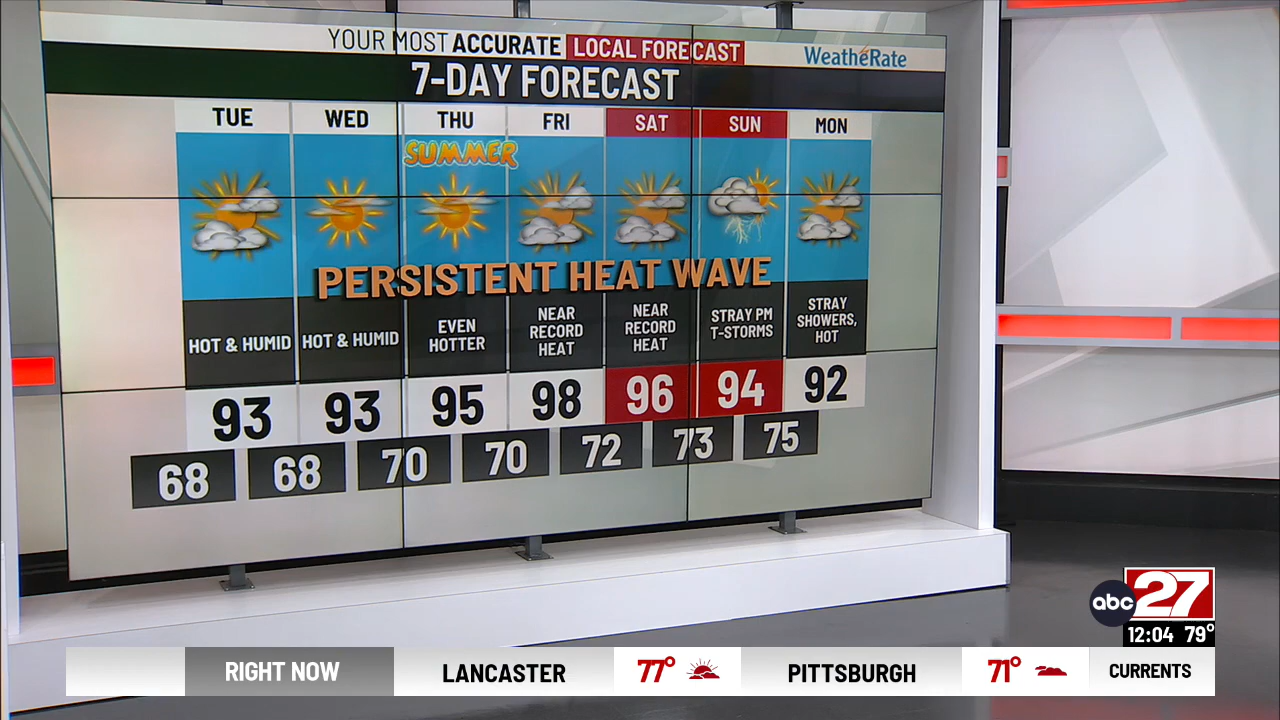 YOUR MOST ACCURATE LOCAL FORECAST
WeatheRate
7-DAY FORECAST
TUE WED THU FRI SAT SUN MON
SUMMER
PERSISTENT HEAT WAVE
HOT & HUMID
HOT & HUMID
EVEN
HOTTER
NEAR
RECORD
HEAT
NEAR
RECORD
HEAT
STRAY PM
T-STORMS
STRAY
SHOWERS,
HOT
93 93 95 98 96 94 92
68 68 70 70 72 73 75
abc 27
12:04 79°
RIGHT NOW LANCASTER 77° PITTSBURGH 71° CURRENTS